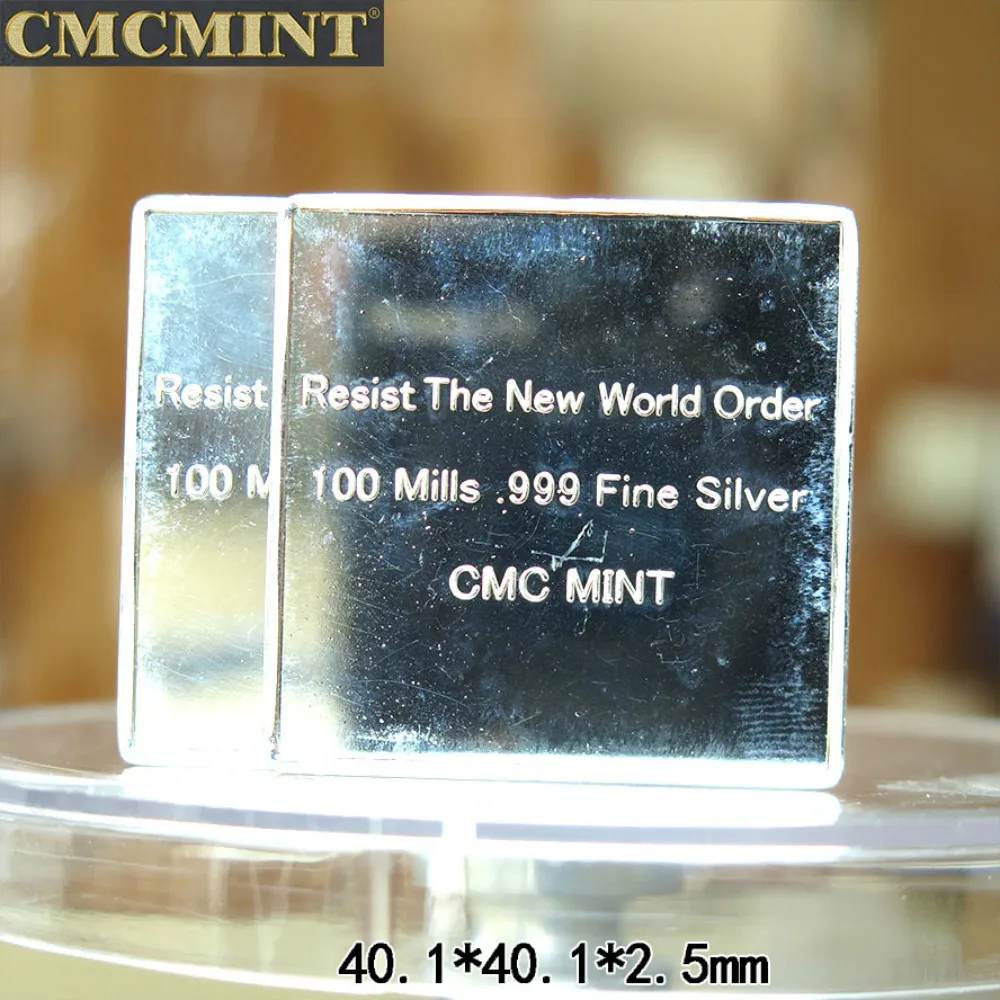 CMCMINT®
Resist
Resist The New World Order
100 M
100 Mills .999 Fine Silver
CMC MINT
40.1*40.1*2.5mm